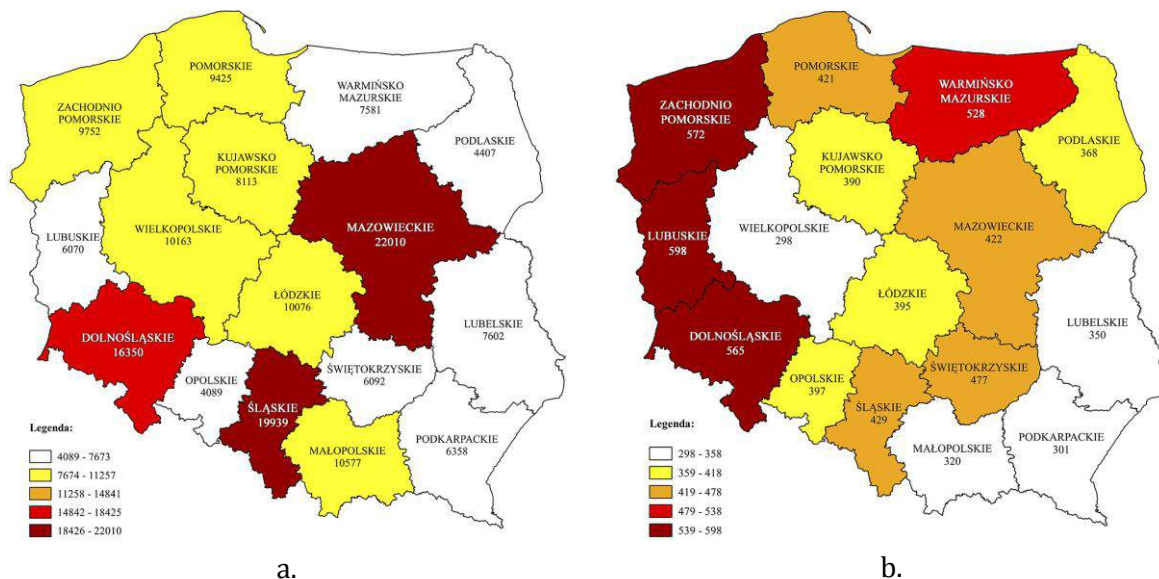 POMORSKIE
9425
WARMIŃSKO
MAZURSKIE
7581
ZACHODNIO
POMORSKIE
9752
PODLASKIE
4407
KUJAWSKO
POMORSKIE
8113
LUBUSKIE
6070
WIELKOPOLSKIE
10163
MAZOWIECKIE
22010
ŁÓDZKIE
10076
DOLNOŚLĄSKIE
16350
LUBELSKIE
7602
OPOLSKIE
4089
ŚWIĘTOKRZYSKIE
6092
ŚLĄSKIE
19939
MAŁOPOLSKIE
10577
PODKARPACKIE
6358
Legenda:
4089 - 7673
7674 - 11257
11258 - 14841
14842 - 18425
18426 - 22010
a.
POMORSKIE
421
WARMIŃSKO
MAZURSKIE
528
ZACHODNIO
POMORSKIE
572
PODLASKIE
368
KUJAWSKO
POMORSKIE
390
LUBUSKIE
598
WIELKOPOLSKIE
298
MAZOWIECKIE
422
ŁÓDZKIE
395
DOLNOŚLĄSKIE
565
LUBELSKIE
350
OPOLSKIE
397
ŚWIĘTOKRZYSKIE
477
ŚLĄSKIE
429
MAŁOPOLSKIE
320
PODKARPACKIE
301
Legenda:
298 - 358
359 - 418
419 - 478
479 - 538
539 - 598
b.